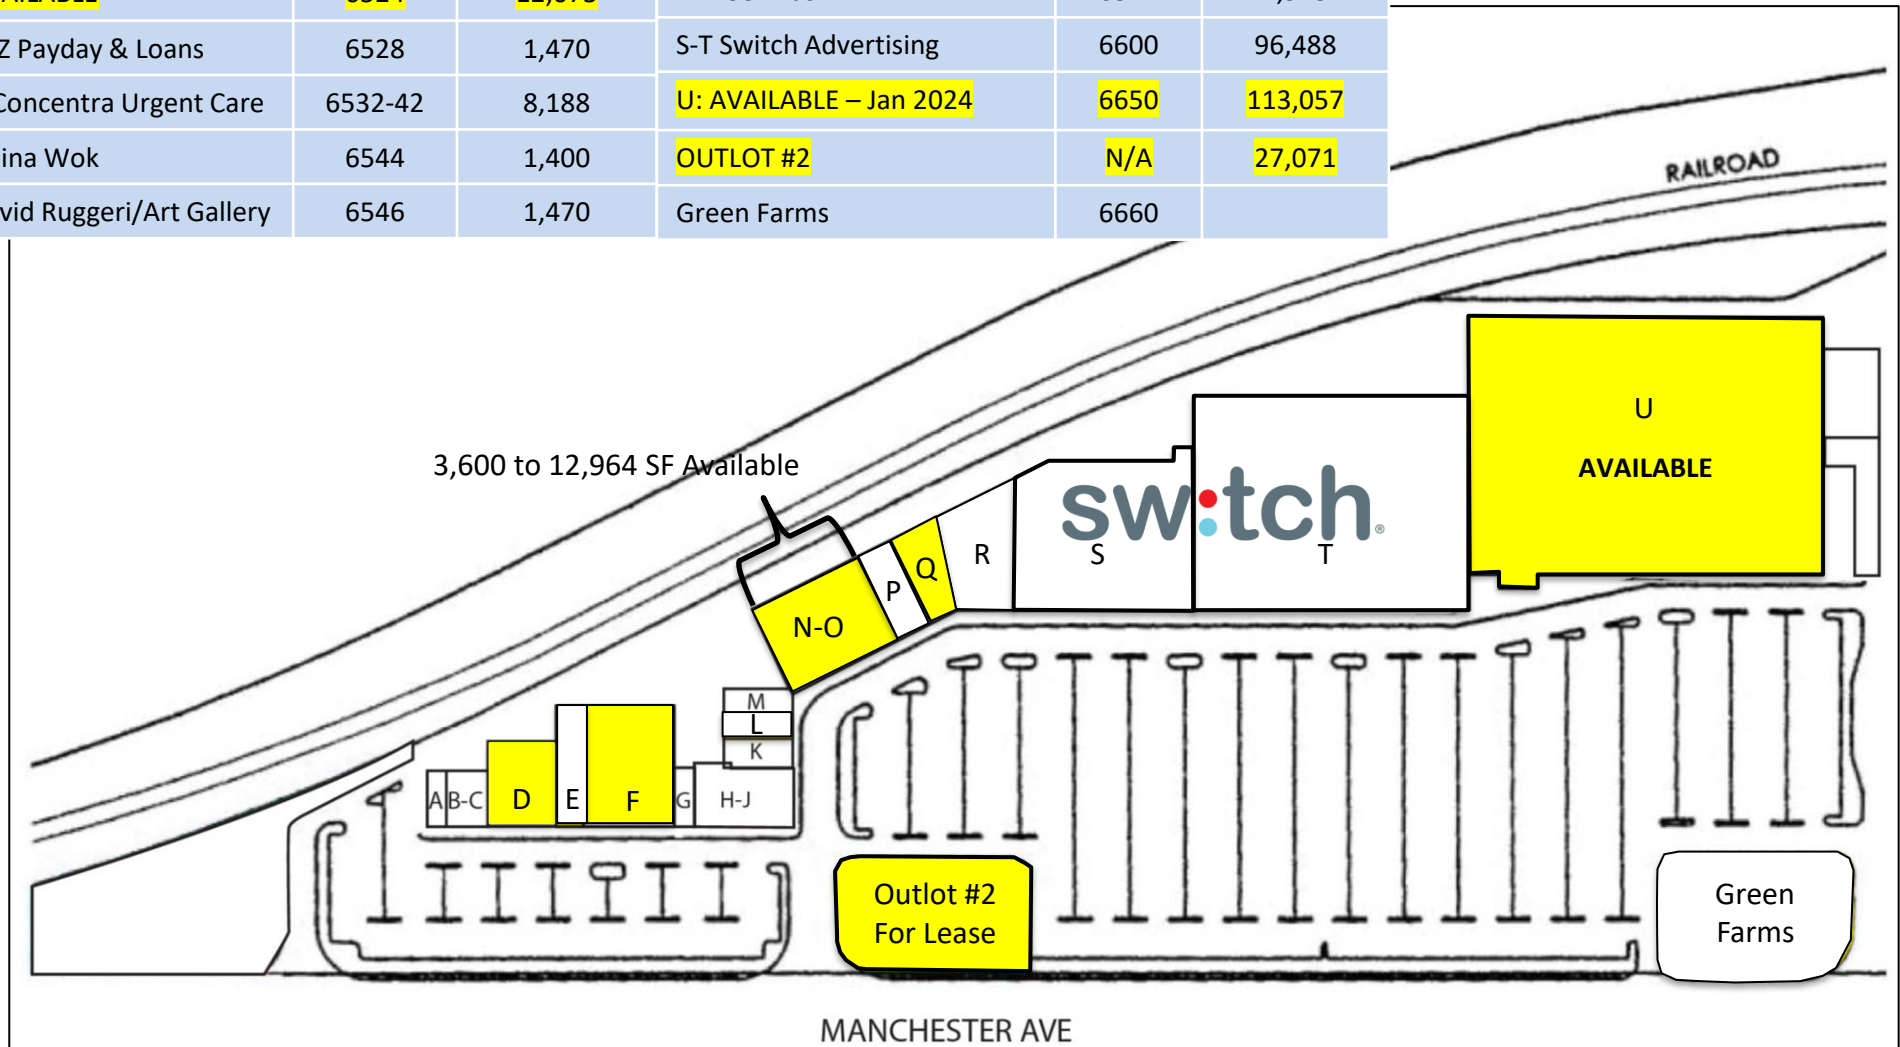 Z Payday & Loans 6528 1,470 S-T Switch Advertising 6600 96,488
Concentra Urgent Care 6532-42 8,188 U: AVAILABLE – Jan 2024 6650 113,057
ina Wok 6544 1,400 OUTLOT #2 N/A 27,071
vid Ruggeri/Art Gallery 6546 1,470 Green Farms 6660
RAILROAD
U
AVAILABLE
3,600 to 12,964 SF Available
sw:tch®
R
S
T
Q
P
N-O
M
L
K
A
B-C
D
E
F
G
H-J
Outlot #2
For Lease
Green
Farms
MANCHESTER AVE